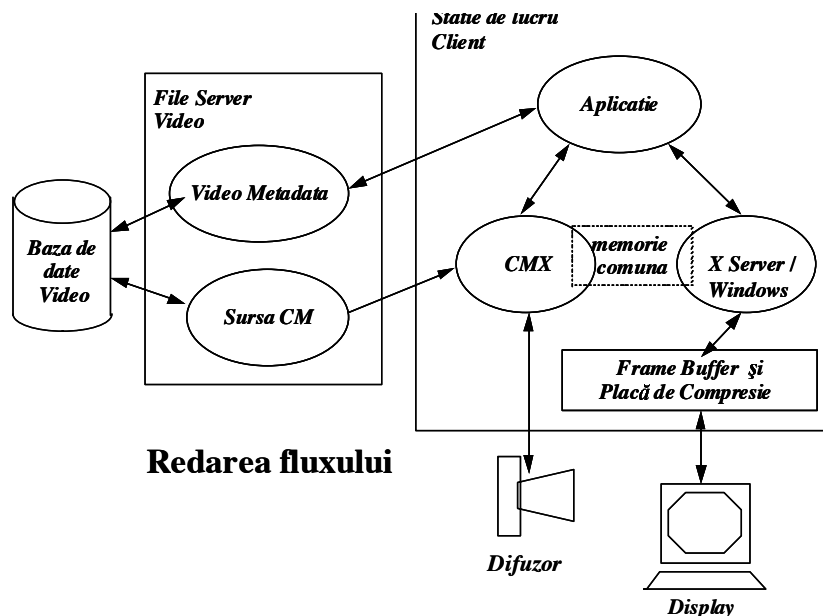 Statie de lucru
Client
File Server
Video
Aplicatie
Video Metadata
Baza de
date
Video
CMX
memorie
comuna
X Server /
Windows
Sursa CM
Frame Buffer şi
Placă de Compresie
Redarea fluxului
Difuzor
Display